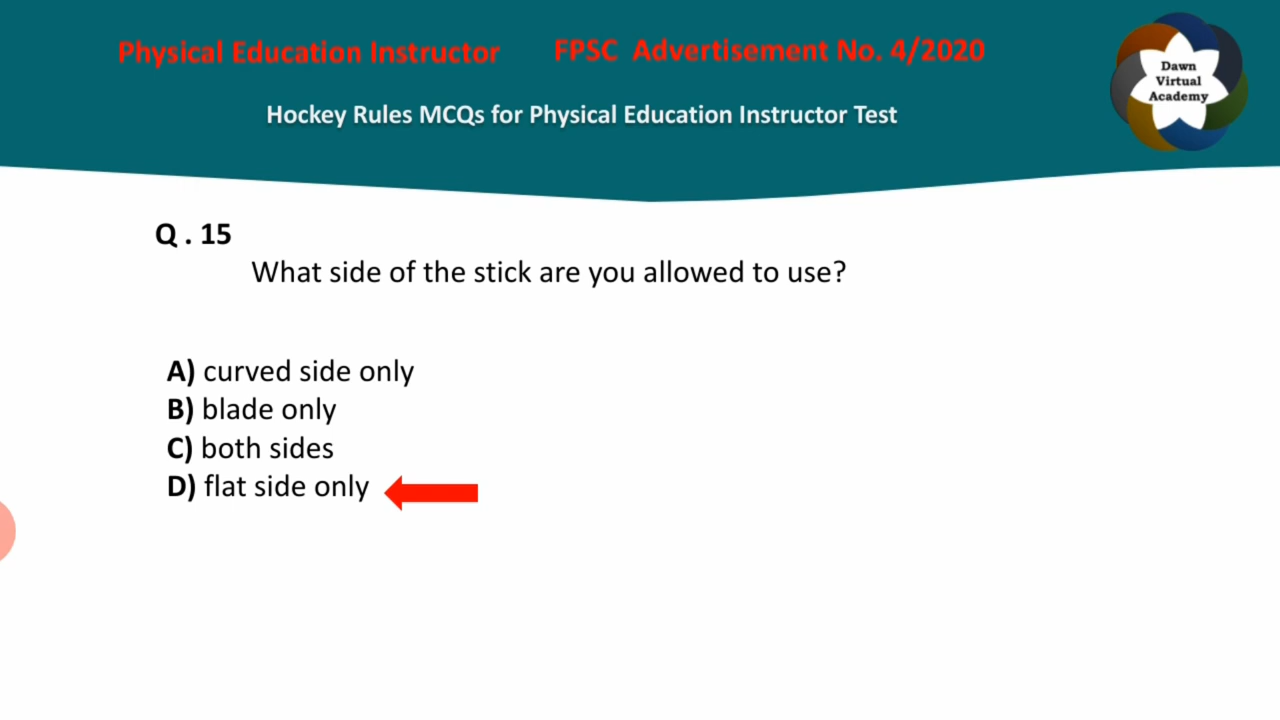 Physical Education Instructor FPSC Advertisement No. 4/2020
Hockey Rules MCQs for Physical Education Instructor Test
Dawn
Virtual
Academy
Q . 15
What side of the stick are you allowed to use?
A) curved side only
B) blade only
C) both sides
D) flat side only